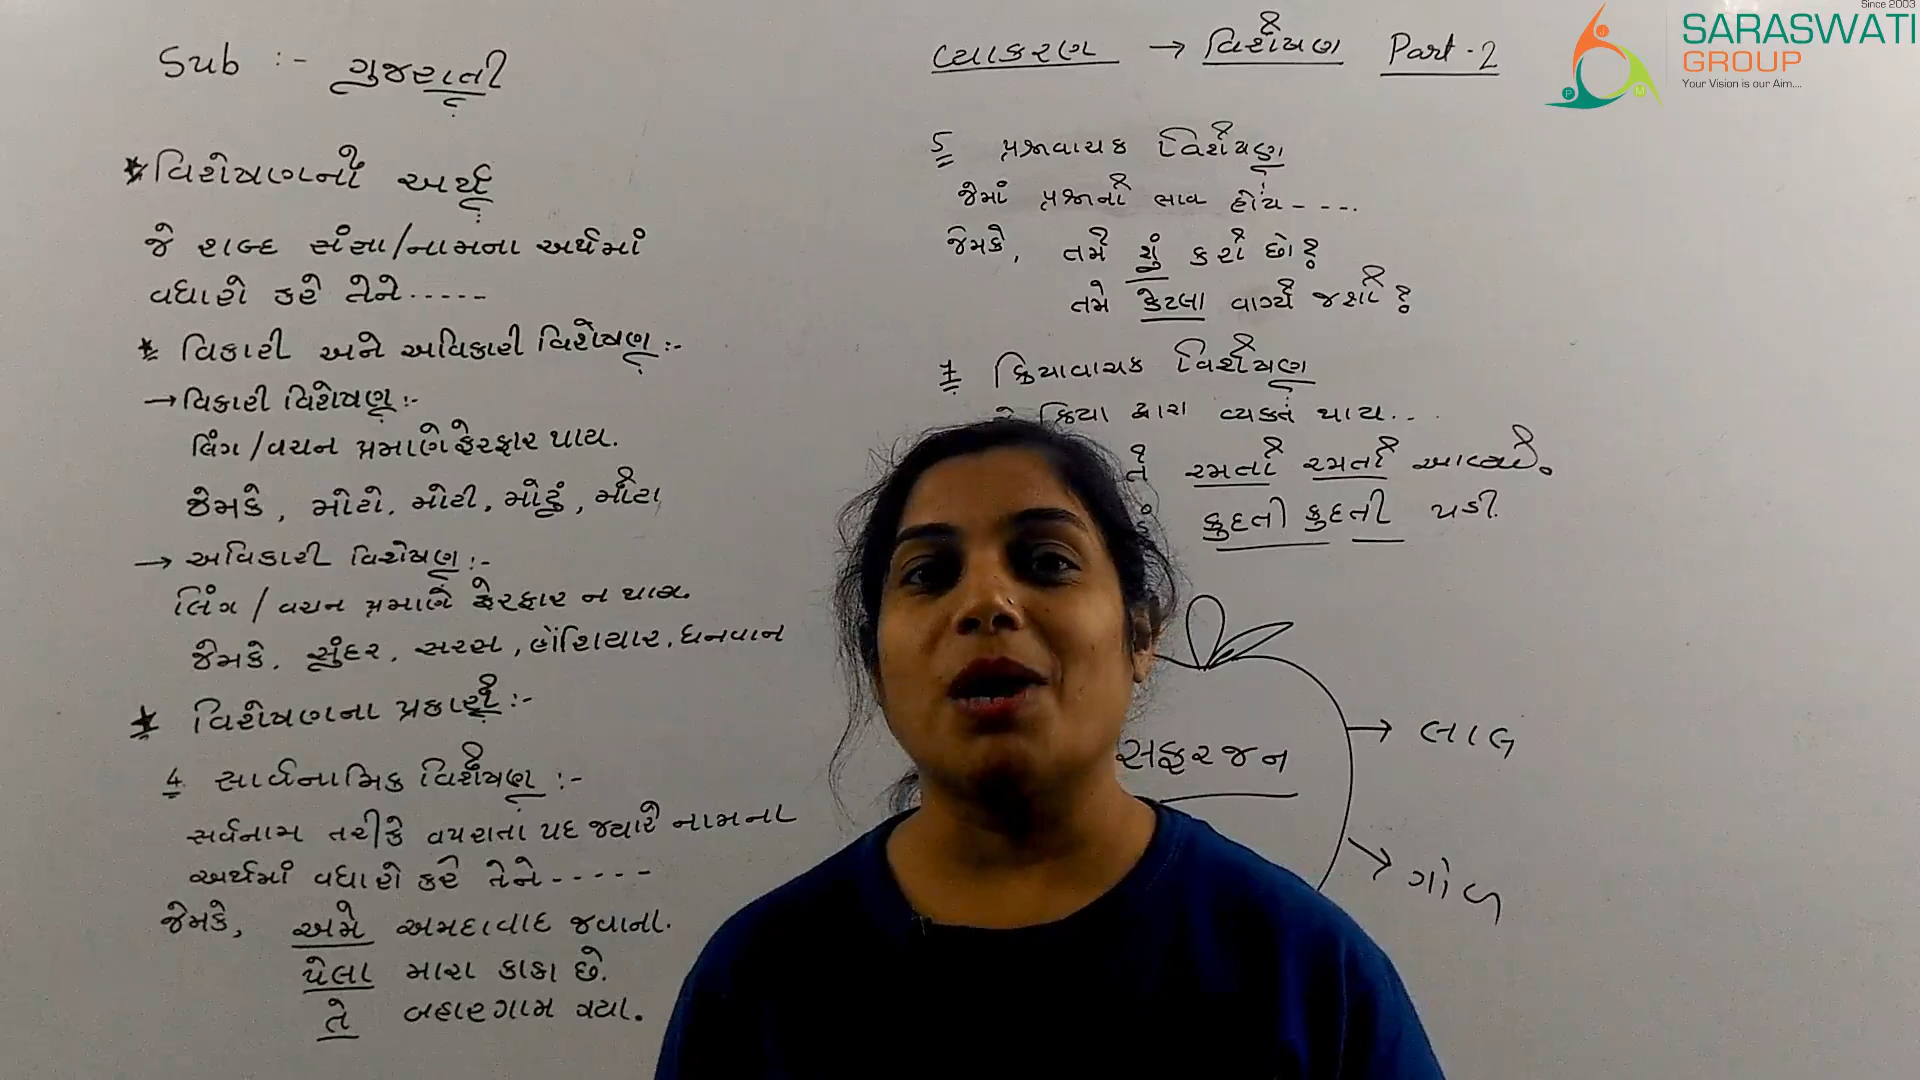 Sub :- ગુજરાતી
* વિશેષણનો અર્થ
જે શબ્દ સંજ્ઞા/નામના અર્થમાં
વધારો કરે તેને.....
* વિકારી અને અવિકારી વિશેષણ:-
→ વિકારી વિશેષણ:-
લિંગ/વચન પ્રમાણે ફેરફાર થાય.
જેમકે, મોટો, મોટી, મોટું, મોટા
→ અવિકારી વિશેષણ:-
લિંગ/વચન પ્રમાણે ફેરફાર ન થાય.
જેમકે. સુંદર, સરસ, હોંશિયાર, ધનવાન
* વિશેષણના પ્રકારો:-
4 સાર્વનામિક વિશેષણ:-
સર્વનામ તરીકે વપરાતા પદ જ્યારે નામના
અર્થમાં વધારો કરે તેને-----
જેમકે, અમે અમદાવાદ જવાના.
પેલા મારા કાકા છે.
તે બહારગામ ગયા.
વ્યાકરણ → વિશેષણ Part-2
5 પ્રશ્નવાચક વિશેષણ
જેમાં પ્રશ્નનો ભાવ હોય----.
જેમકે, તમે શું કરો છો?
તમે કેટલા વાગ્યે જશો?
ક્રિયાવાચક વિશેષણ
ક્રિયા દ્વારા વ્યક્ત થાય..
તે રમતો રમતો આવ્યો.
કુદતી કુદતી પડી.
સફરજન
→ લાલ
→ ગોળ
Since 2003
SARASWATI
GROUP
Your Vision is our Aim....
J
P
M